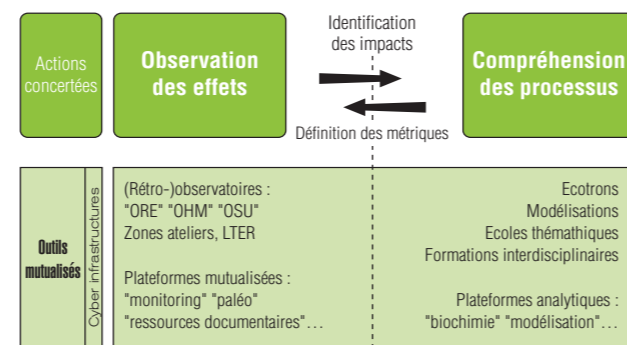 Actions
concertées
Observation
des effets
Identification
des impacts
Définition des métriques
Compréhension
des processus
Outils
mutualisés
Cyber infrastructures
(Rétro-)observatoires :
"ORE" "OHM" "OSU"
Zones ateliers, LTER
Plateformes mutualisées :
"monitoring" "paléo"
"ressources documentaires"…
Ecotrons
Modélisations
Ecoles thémathiques
Formations interdisciplinaires
Plateformes analytiques :
"biochimie" "modélisation"…